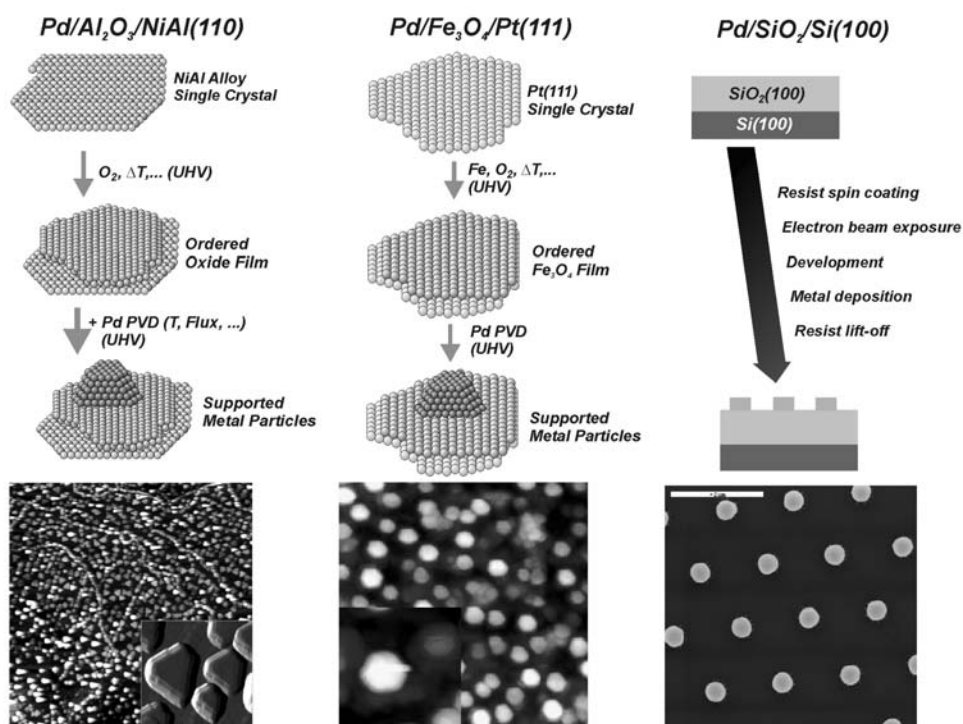 Pd/Al₂O₃/NiAl(110)
NiAl Alloy
Single Crystal
O₂, ΔT,... (UHV)
Ordered
Oxide Film
+ Pd PVD (T, Flux, ...)
(UHV)
Supported
Metal Particles
Pd/Fe₃O₄/Pt(111)
Pt(111)
Single Crystal
Fe, O₂, ΔT,...
(UHV)
Ordered
Fe₃O₄ Film
Pd PVD
(UHV)
Supported
Metal Particles
Pd/SiO₂/Si(100)
SiO₂(100)
Si(100)
Resist spin coating
Electron beam exposure
Development
Metal deposition
Resist lift-off